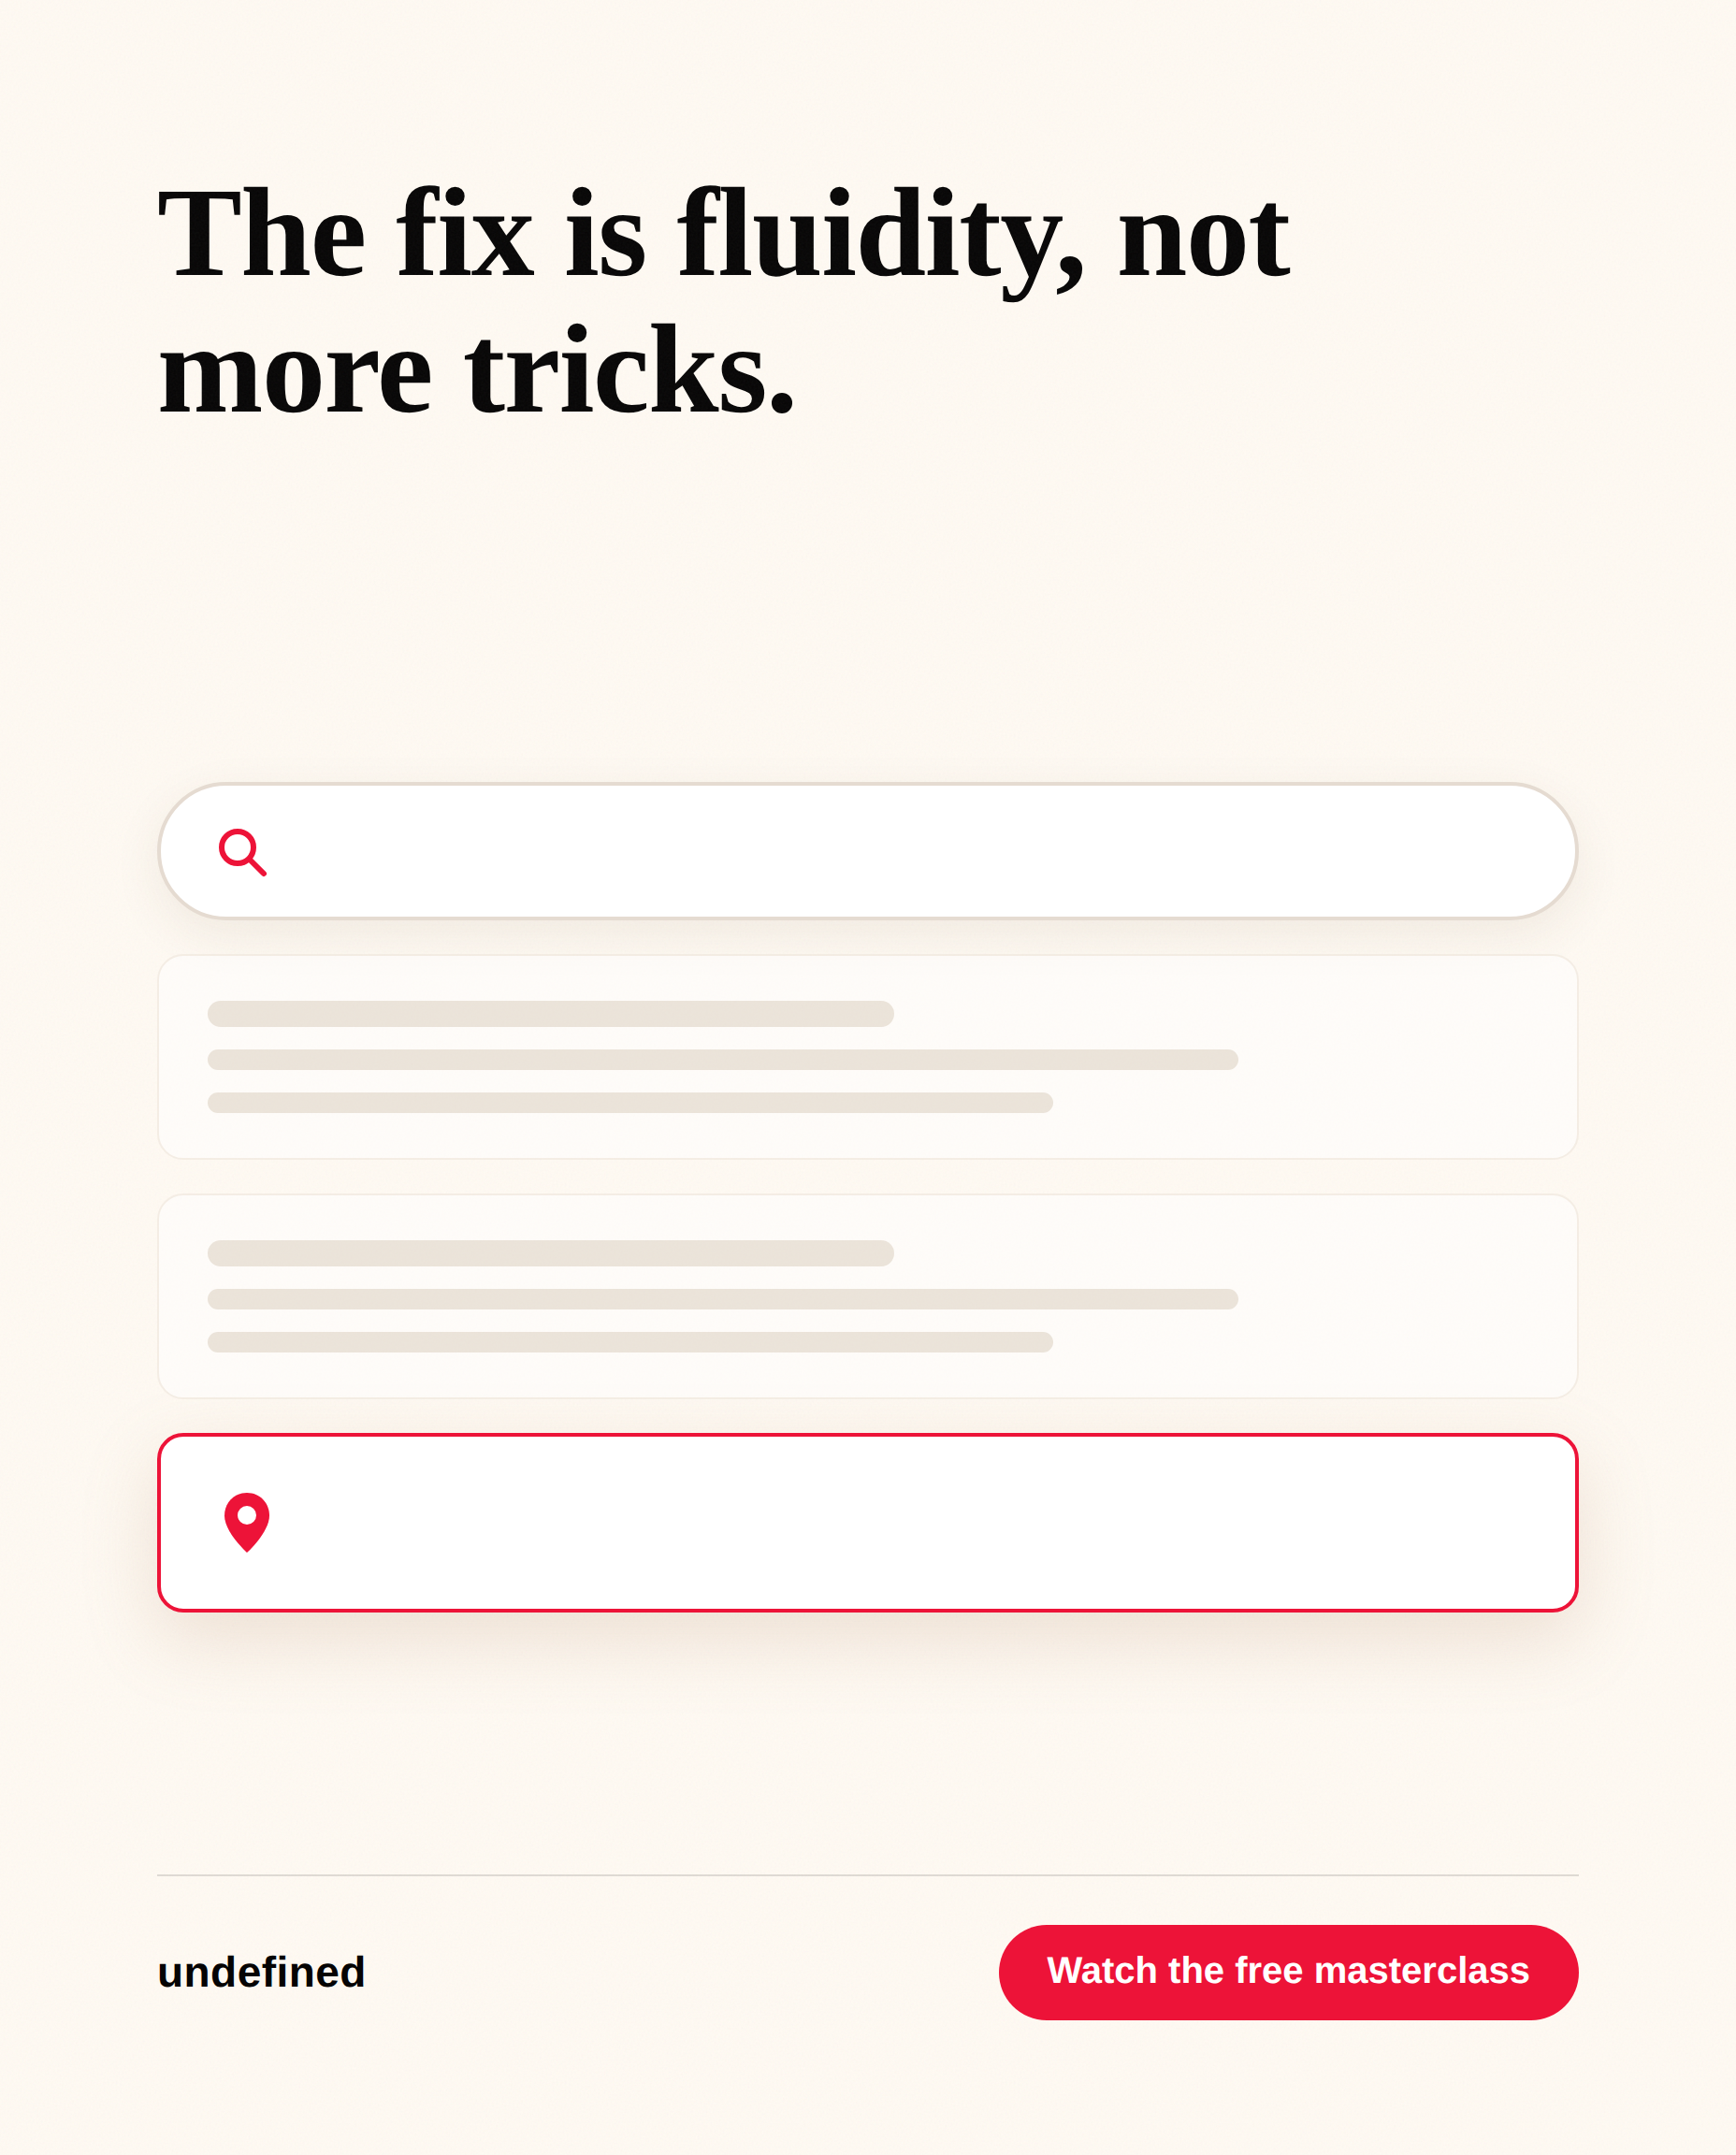 The fix is fluidity, not
more tricks.
undefined
Watch the free masterclass